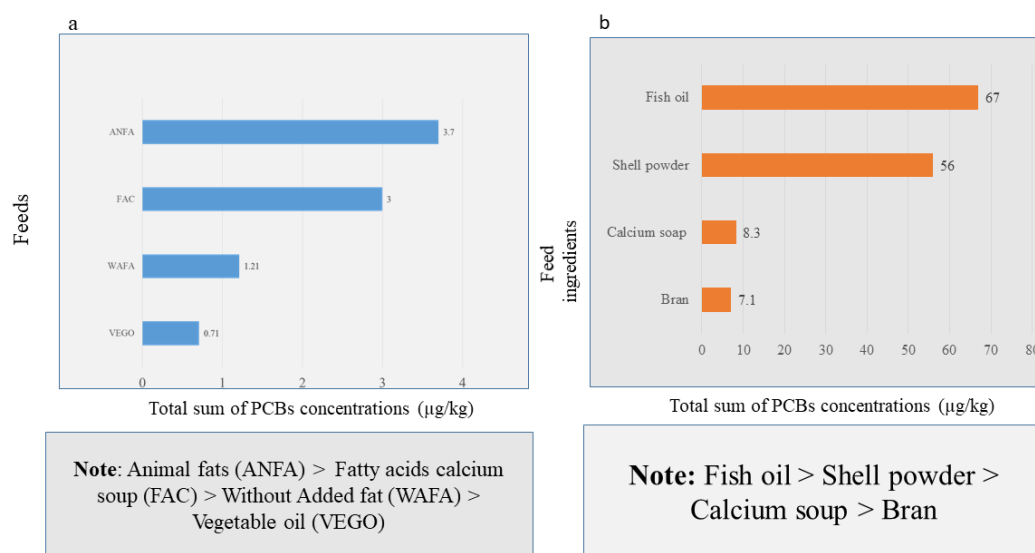 a
Feeds
ANFA
3.7
FAC
3
WAFA
1.21
VEGO
0.71
0 1 2 3 4
Total sum of PCBs concentrations (µg/kg)
Note: Animal fats (ANFA) > Fatty acids calcium
soup (FAC) > Without Added fat (WAFA) >
Vegetable oil (VEGO)
b
Feed
ingredients
Fish oil
67
Shell powder
56
Calcium soap
8.3
Bran
7.1
0 10 20 30 40 50 60 70 80
Total sum of PCBs concentrations (µg/kg)
Note: Fish oil > Shell powder >
Calcium soup > Bran